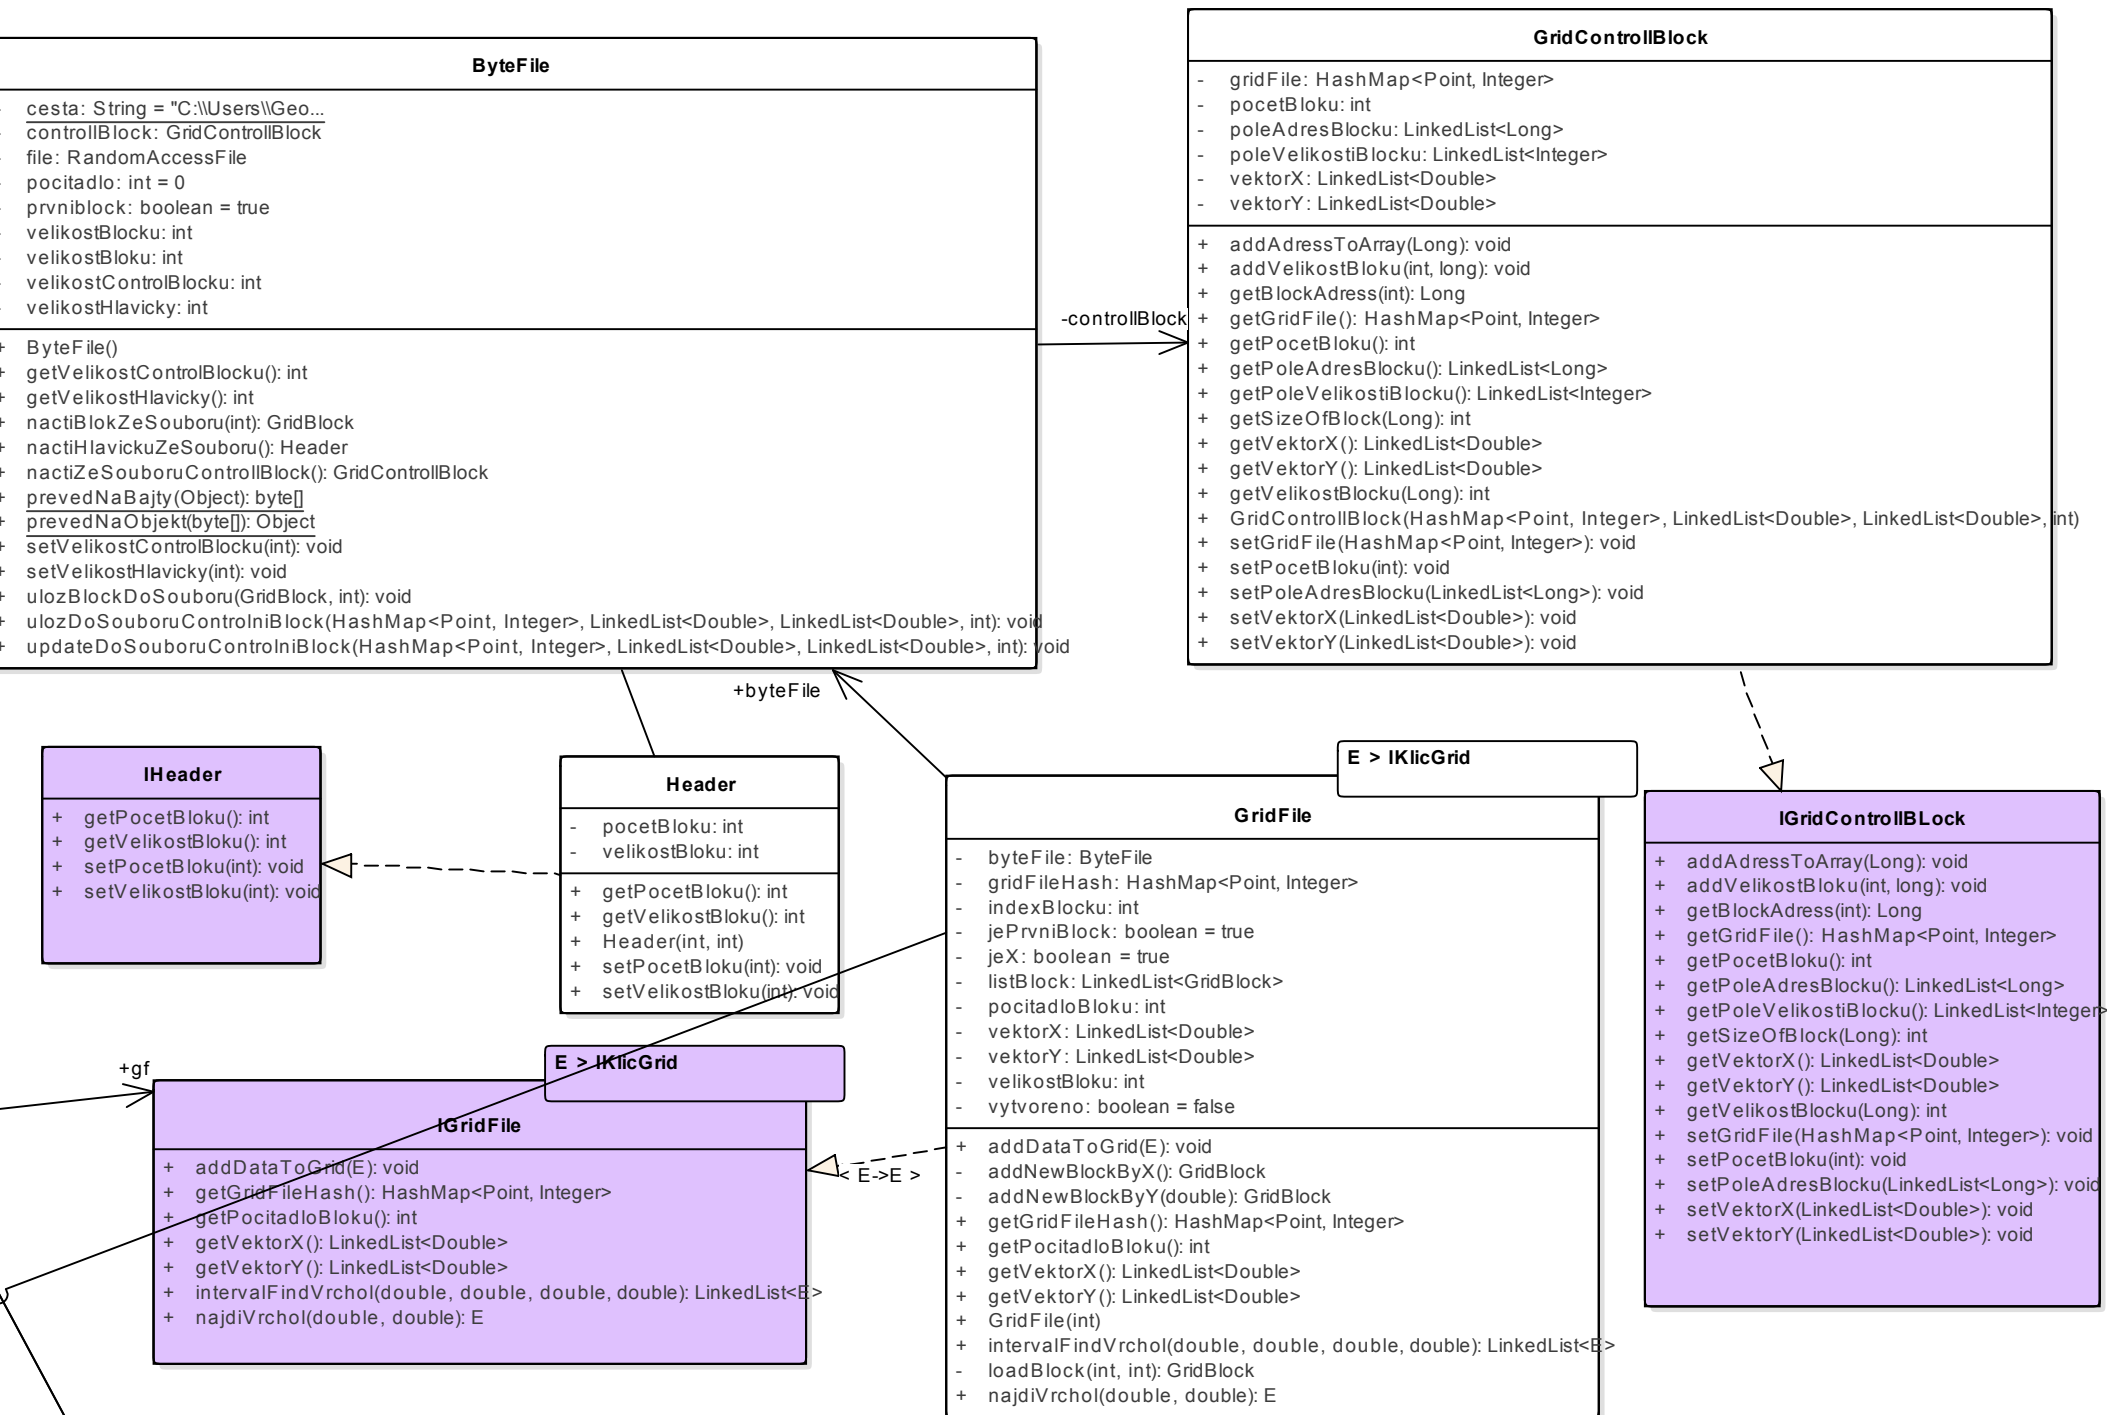 ByteFile
- cesta: String = "C:\\Users\\Geo...
- controllBlock: GridControllBlock
- file: RandomAccessFile
- pocitadlo: int = 0
- prvniblock: boolean = true
- velikostBlocku: int
- velikostBloku: int
- velikostControlBlocku: int
- velikostHlavicky: int
+ ByteFile()
+ getVelikostControlBlocku(): int
+ getVelikostHlavicky(): int
+ nactiBlokZeSouboru(int): GridBlock
+ nactiHlavickuZeSouboru(): Header
+ nactiZeSouboruControllBlock(): GridControllBlock
+ prevedNaBajty(Object): byte[]
+ prevedNaObjekt(byte[]): Object
+ setVelikostControlBlocku(int): void
+ setVelikostHlavicky(int): void
+ ulozBlockDoSouboru(GridBlock, int): void
+ ulozDoSouboruControlniBlock(HashMap<Point, Integer>, LinkedList<Double>, LinkedList<Double>, int): void
+ updateDoSouboruControlniBlock(HashMap<Point, Integer>, LinkedList<Double>, LinkedList<Double>, int): void
-controllBlock
GridControllBlock
- gridFile: HashMap<Point, Integer>
- pocetBloku: int
- poleAdresBlocku: LinkedList<Long>
- poleVelikostiBlocku: LinkedList<Integer>
- vektorX: LinkedList<Double>
- vektorY: LinkedList<Double>
+ addAdressToArray(Long): void
+ addVelikostBloku(int, long): void
+ getBlockAdress(int): Long
+ getGridFile(): HashMap<Point, Integer>
+ getPocetBloku(): int
+ getPoleAdresBlocku(): LinkedList<Long>
+ getPoleVelikostiBlocku(): LinkedList<Integer>
+ getSizeOfBlock(Long): int
+ getVektorX(): LinkedList<Double>
+ getVektorY(): LinkedList<Double>
+ getVelikostBlocku(Long): int
+ GridControllBlock(HashMap<Point, Integer>, LinkedList<Double>, LinkedList<Double>, int)
+ setGridFile(HashMap<Point, Integer>): void
+ setPocetBloku(int): void
+ setPoleAdresBlocku(LinkedList<Long>): void
+ setVektorX(LinkedList<Double>): void
+ setVektorY(LinkedList<Double>): void
+byteFile
IHeader
+ getPocetBloku(): int
+ getVelikostBloku(): int
+ setPocetBloku(int): void
+ setVelikostBloku(int): void
Header
- pocetBloku: int
- velikostBloku: int
+ getPocetBloku(): int
+ getVelikostBloku(): int
+ Header(int, int)
+ setPocetBloku(int): void
+ setVelikostBloku(int): void
E > IKlicGrid
GridFile
- byteFile: ByteFile
- gridFileHash: HashMap<Point, Integer>
- indexBlocku: int
- jePrvniBlock: boolean = true
- jeX: boolean = true
- listBlock: LinkedList<GridBlock>
- pocitadloBloku: int
- vektorX: LinkedList<Double>
- vektorY: LinkedList<Double>
- velikostBloku: int
- vytvoreno: boolean = false
+ addDataToGrid(E): void
- addNewBlockByX(): GridBlock
- addNewBlockByY(double): GridBlock
+ getGridFileHash(): HashMap<Point, Integer>
+ getPocitadloBloku(): int
+ getVektorX(): LinkedList<Double>
+ getVektorY(): LinkedList<Double>
+ GridFile(int)
+ intervalFindVrchol(double, double, double, double): LinkedList<E>
- loadBlock(int, int): GridBlock
+ najdiVrchol(double, double): E
IGridControllBLock
+ addAdressToArray(Long): void
+ addVelikostBloku(int, long): void
+ getBlockAdress(int): Long
+ getGridFile(): HashMap<Point, Integer>
+ getPocetBloku(): int
+ getPoleAdresBlocku(): LinkedList<Long>
+ getPoleVelikostiBlocku(): LinkedList<Integer>
+ getSizeOfBlock(Long): int
+ getVektorX(): LinkedList<Double>
+ getVektorY(): LinkedList<Double>
+ getVelikostBlocku(Long): int
+ setGridFile(HashMap<Point, Integer>): void
+ setPocetBloku(int): void
+ setPoleAdresBlocku(LinkedList<Long>): void
+ setVektorX(LinkedList<Double>): void
+ setVektorY(LinkedList<Double>): void
+gf
E > IKlicGrid
IGridFile
+ addDataToGrid(E): void
+ getGridFileHash(): HashMap<Point, Integer>
+ getPocitadloBloku(): int
+ getVektorX(): LinkedList<Double>
+ getVektorY(): LinkedList<Double>
+ intervalFindVrchol(double, double, double, double): LinkedList<E>
+ najdiVrchol(double, double): E
< E->E >